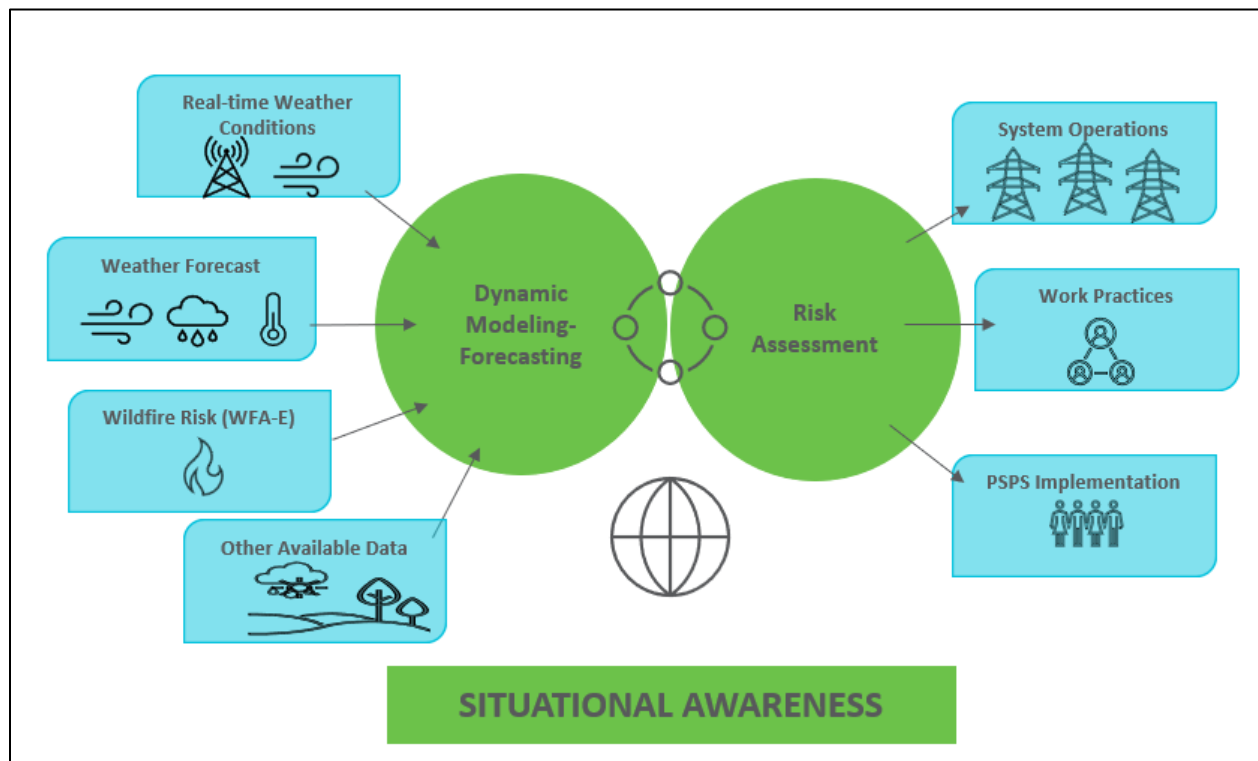 Real-time Weather
Conditions
Weather Forecast
Wildfire Risk (WFA-E)
Other Available Data
Dynamic
Modeling-
Forecasting
Risk
Assessment
System Operations
Work Practices
PSPS Implementation
SITUATIONAL AWARENESS